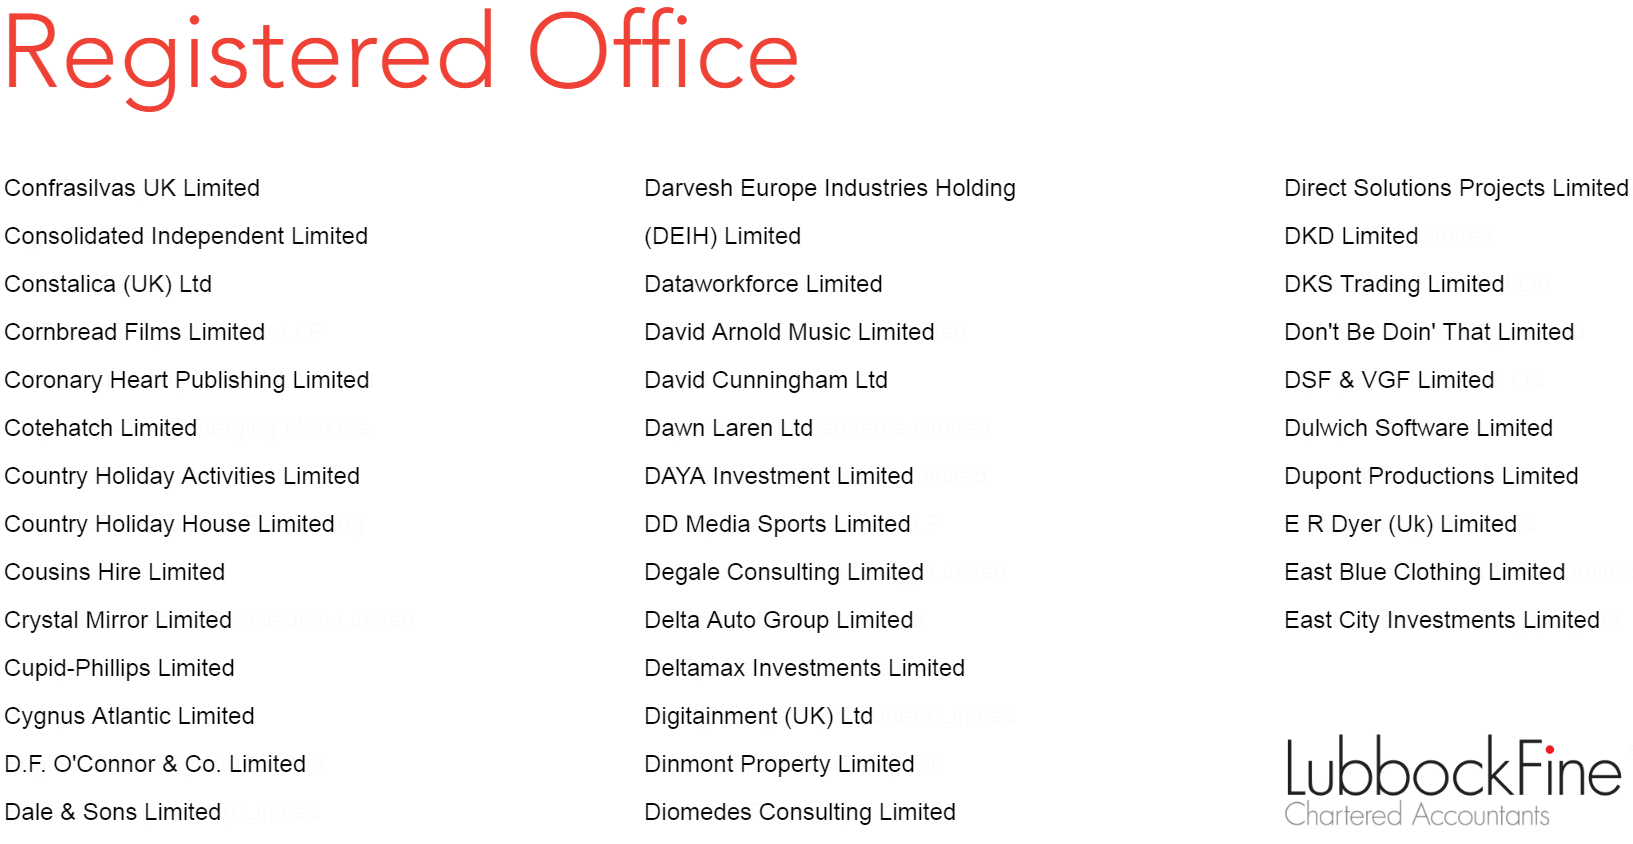 Registered Office
Confrasilvas UK Limited
Consolidated Independent Limited
Constalica (UK) Ltd
Cornbread Films Limited
Coronary Heart Publishing Limited
Cotehatch Limited
Country Holiday Activities Limited
Country Holiday House Limited
Cousins Hire Limited
Crystal Mirror Limited
Cupid-Phillips Limited
Cygnus Atlantic Limited
D.F. O'Connor & Co. Limited
Dale & Sons Limited
Darvesh Europe Industries Holding
(DEIH) Limited
Dataworkforce Limited
David Arnold Music Limited
David Cunningham Ltd
Dawn Laren Ltd
DAYA Investment Limited
DD Media Sports Limited
Degale Consulting Limited
Delta Auto Group Limited
Deltamax Investments Limited
Digitainment (UK) Ltd
Dinmont Property Limited
Diomedes Consulting Limited
Direct Solutions Projects Limited
DKD Limited
DKS Trading Limited
Don't Be Doin' That Limited
DSF & VGF Limited
Dulwich Software Limited
Dupont Productions Limited
E R Dyer (Uk) Limited
East Blue Clothing Limited
East City Investments Limited
LubbockFine
Chartered Accountants